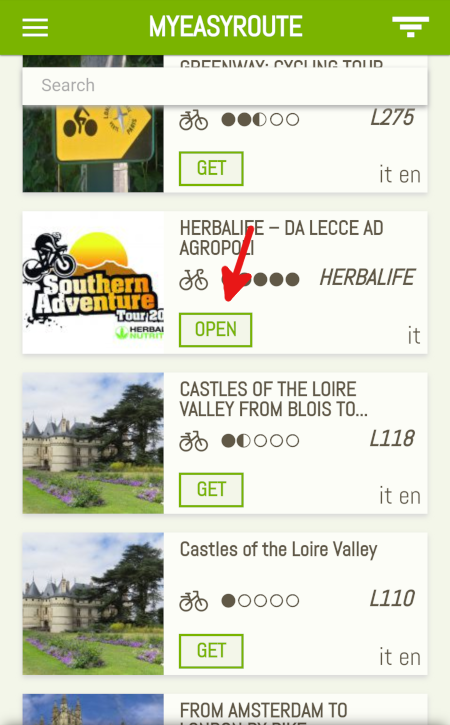 MYEASYROUTE
GREENWAY: CYCLING TOUR
Search
L275
GET
it en
HERBALIFE – DA LECCE AD
AGROPOLI
HERBALIFE
OPEN
it
Southern
Adventure
Tour 20
HERBAL
NUTRIT
CASTLES OF THE LOIRE
VALLEY FROM BLOIS TO...
L118
GET
it en
Castles of the Loire Valley
L110
GET
it en
FROM AMSTERDAM TO
LONDON BY BIKE